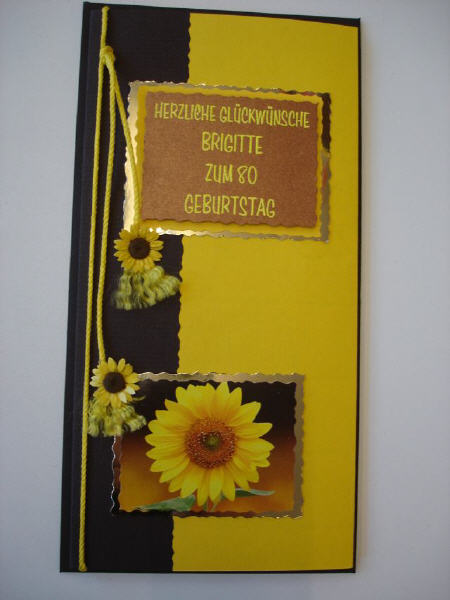 HERZLICHE GLÜCKWÜNSCHE
BRIGITTE
ZUM 80
GEBURTSTAG